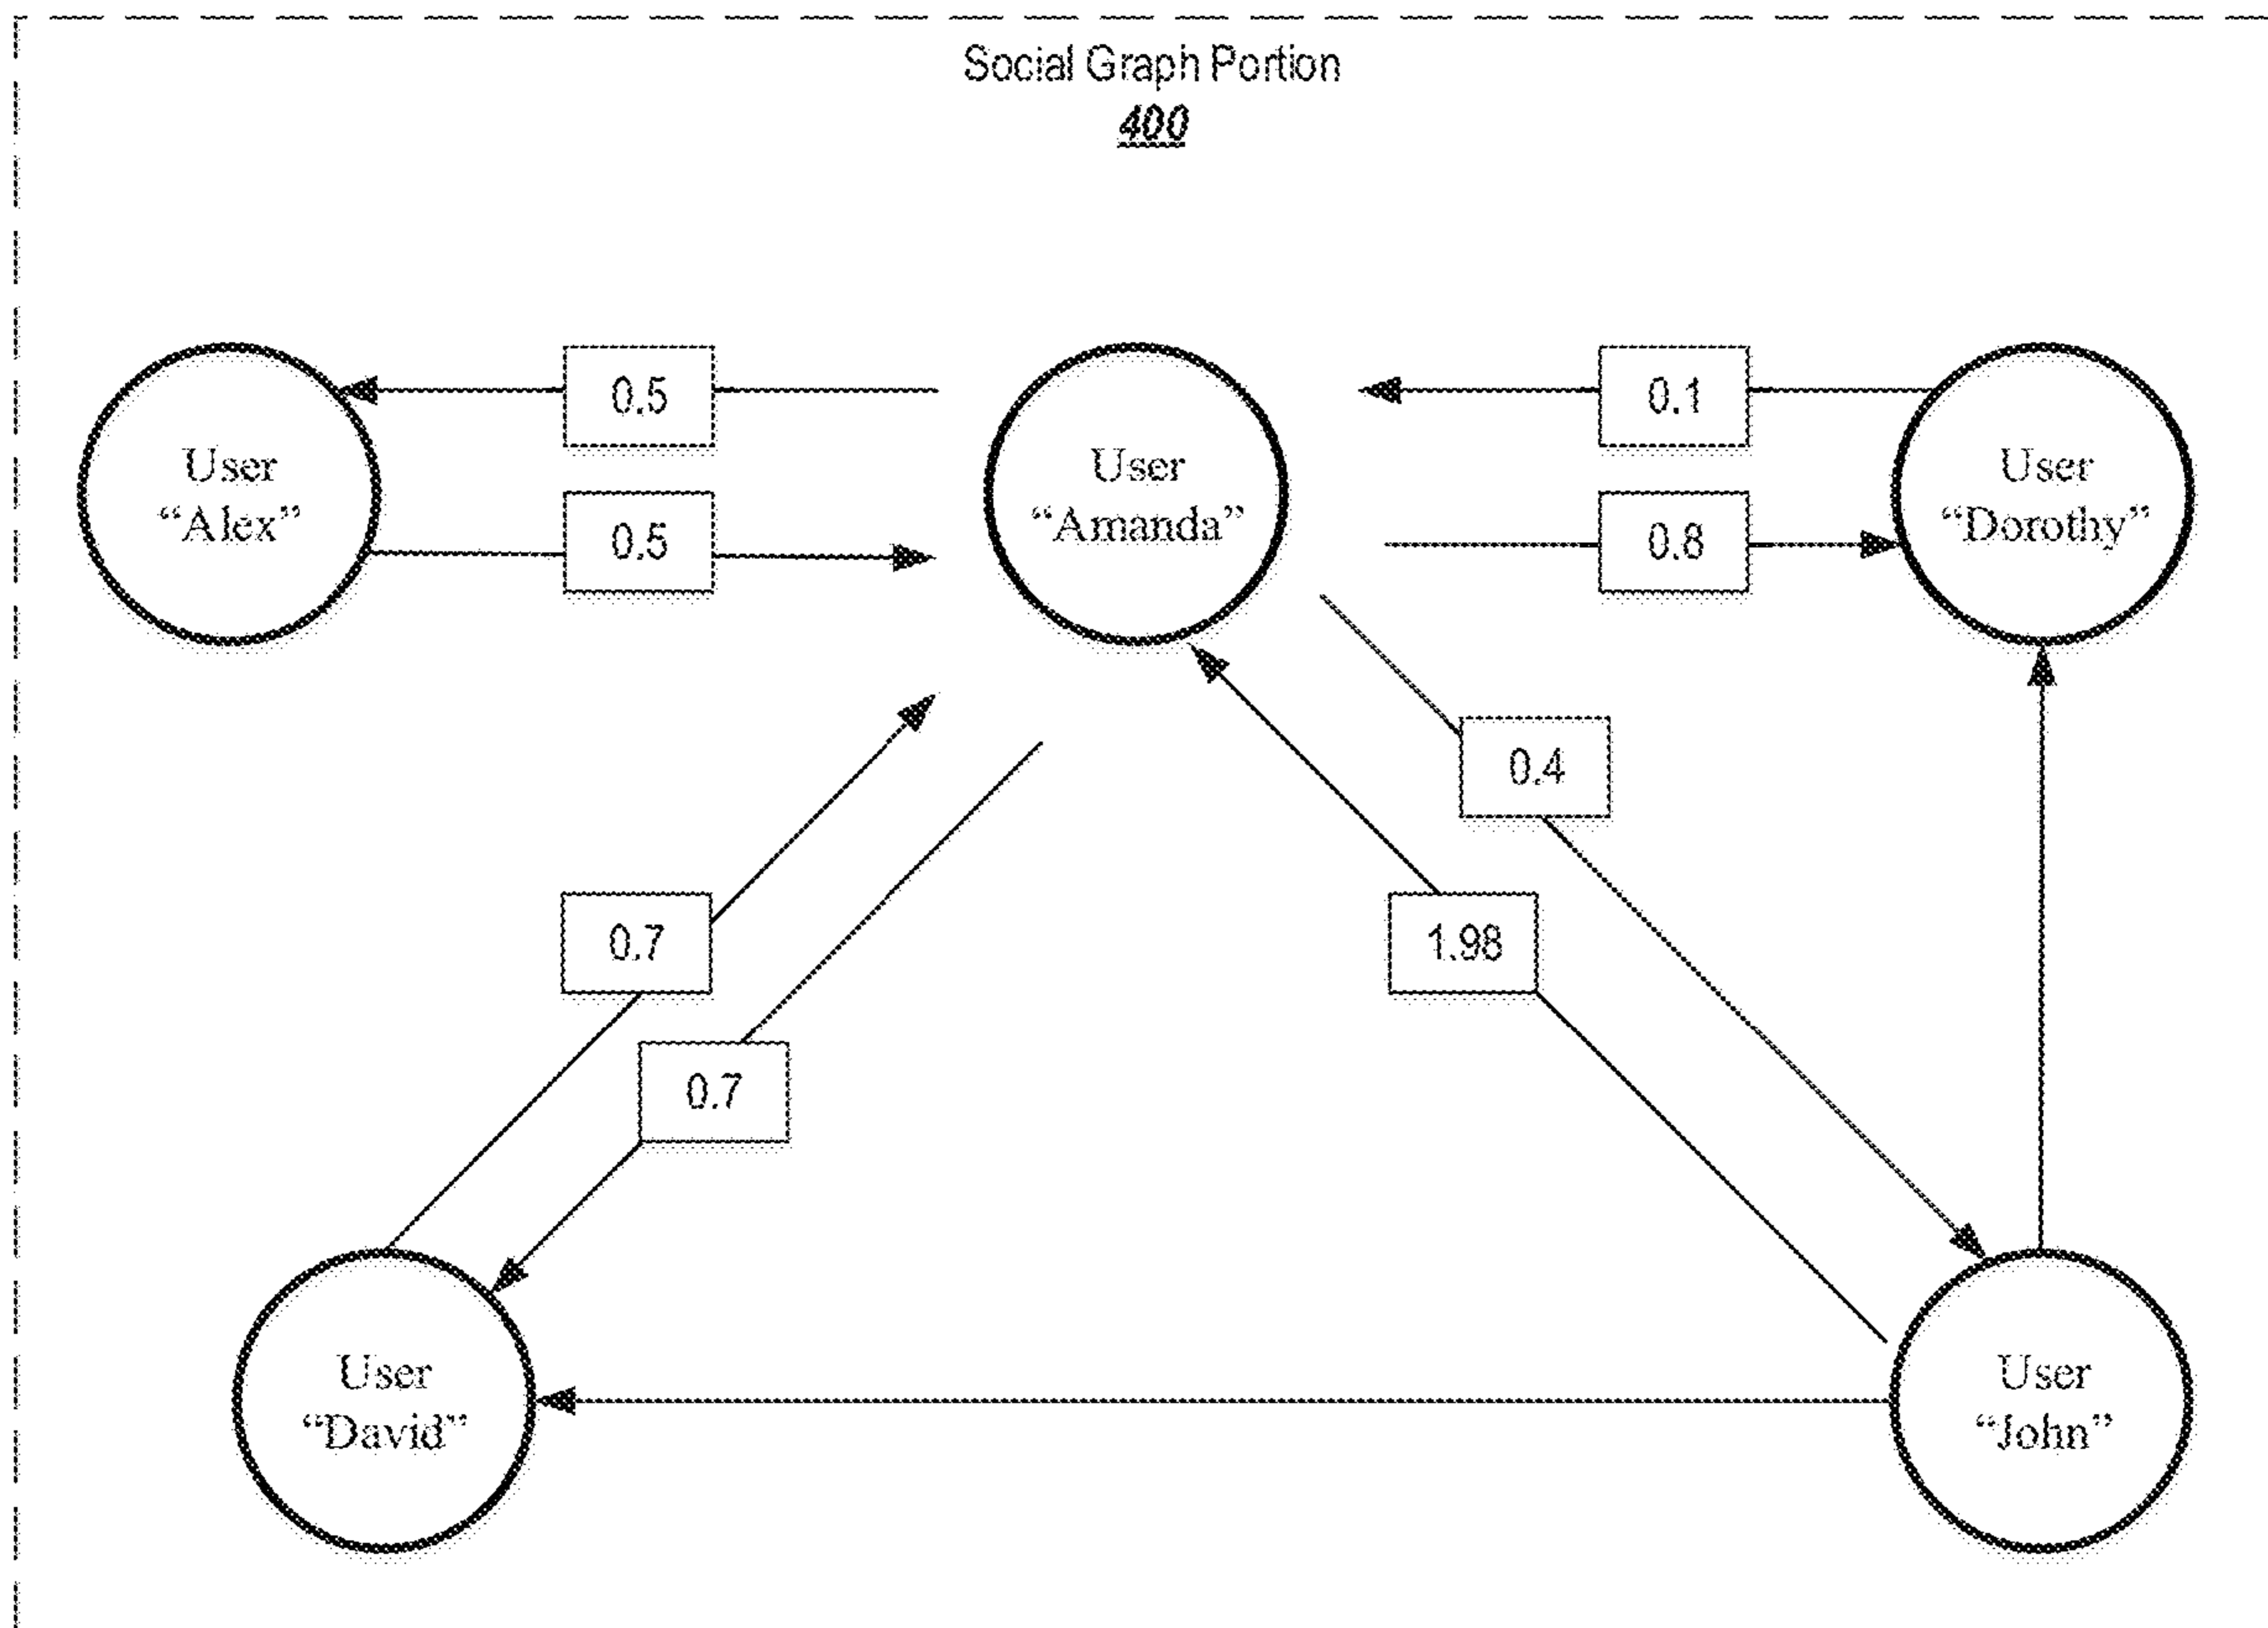 Social Graph Portion
400
0.5
0.1
User
“Alex”
User
“Amanda”
User
“Dorothy”
0.5
0.8
0.4
0.7
1.98
0.7
User
“David”
User
“John”